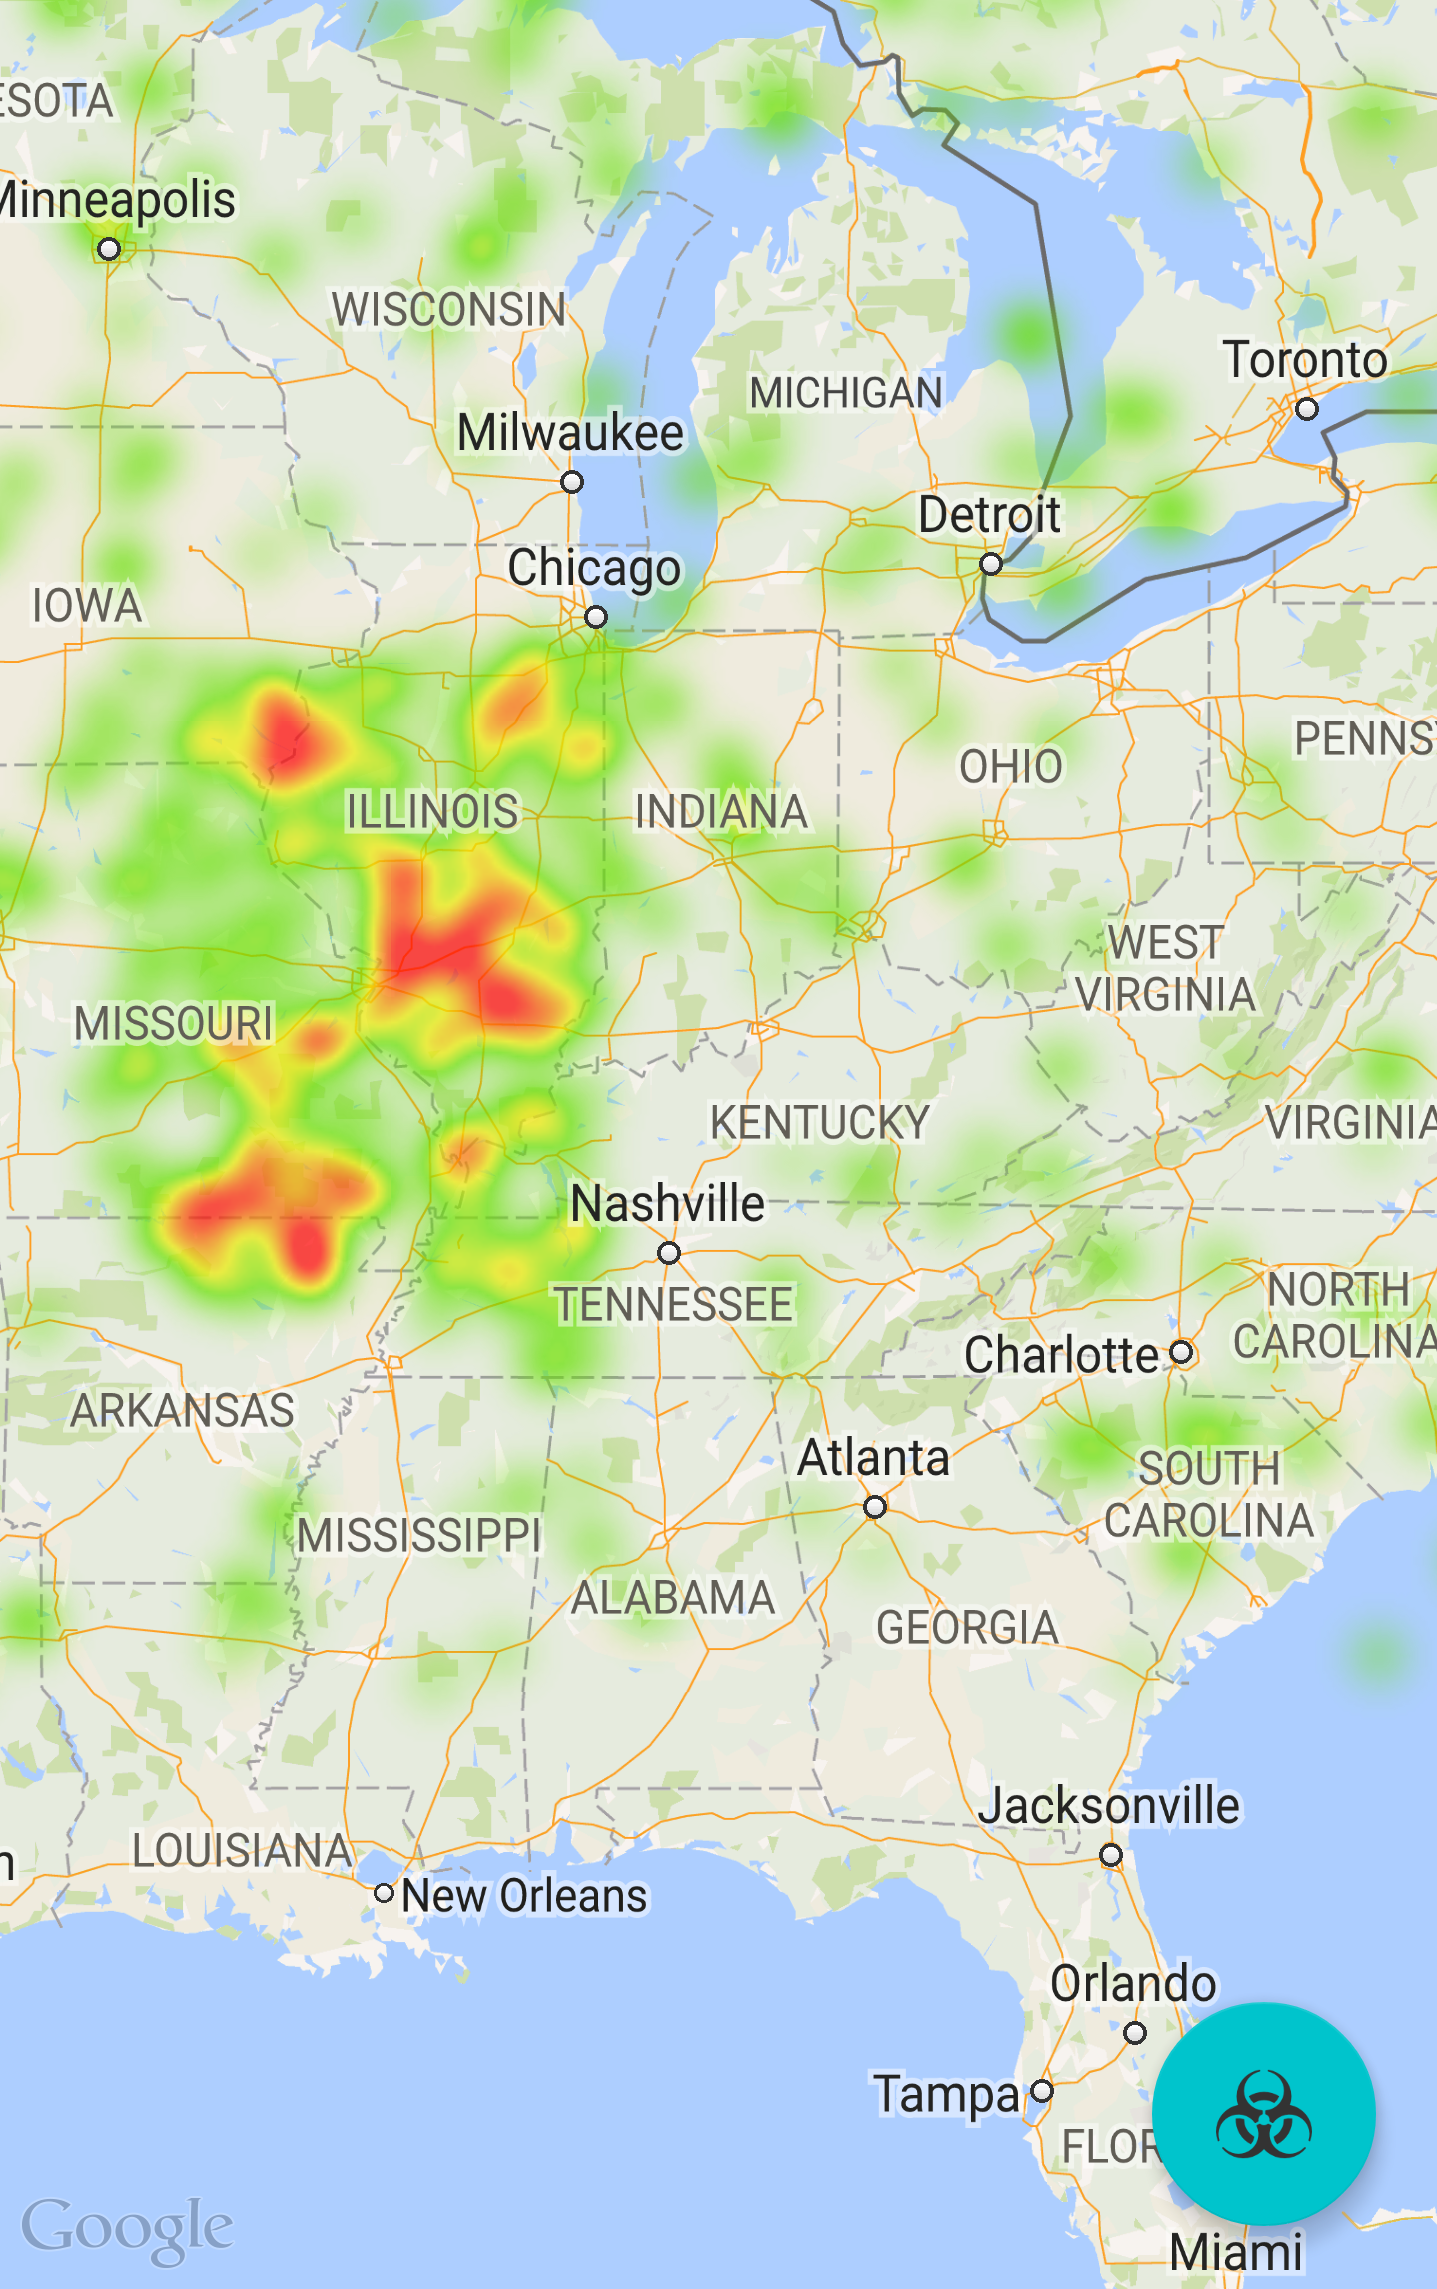 ESOTA
Minneapolis
WISCONSIN
Toronto
MICHIGAN
Milwaukee
Detroit
Chicago
IOWA
PENNSY
OHIO
ILLINOIS
INDIANA
WEST
VIRGINIA
MISSOURI
KENTUCKY
VIRGINIA
Nashville
TENNESSEE
NORTH
CAROLINA
Charlotte
ARKANSAS
Atlanta
SOUTH
CAROLINA
MISSISSIPPI
ALABAMA
GEORGIA
Jacksonville
LOUISIANA
n
New Orleans
Orlando
Tampa
FLOR
Google
Miami